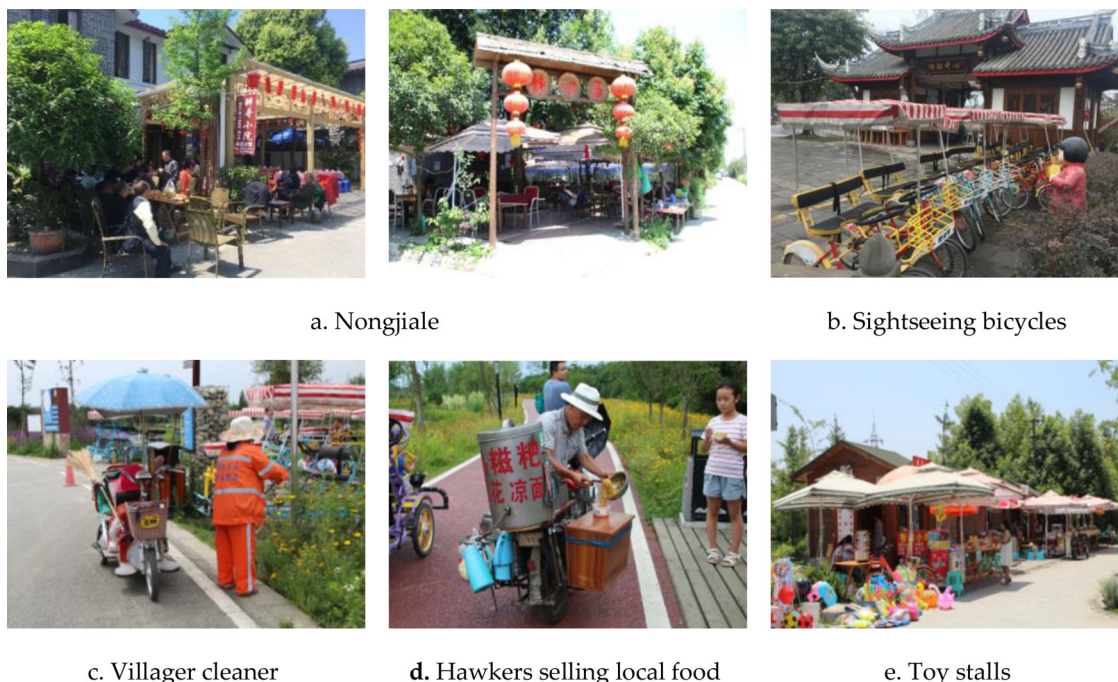 a. Nongjiale
b. Sightseeing bicycles
糍粑
花凉面
c. Villager cleaner
d. Hawkers selling local food
e. Toy stalls